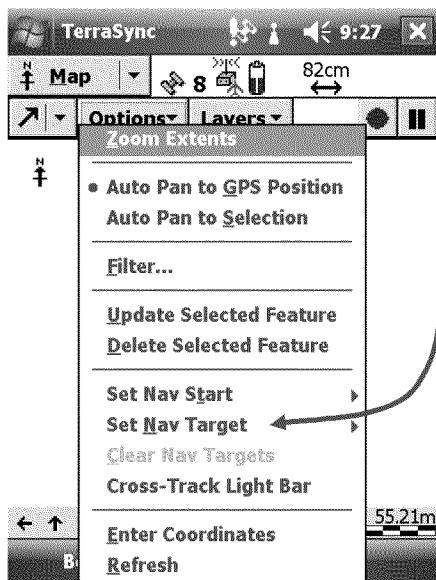 TerraSync 9:27
N
Map 8 82cm
Options Layers
Zoom Extents
N
Auto Pan to GPS Position
Auto Pan to Selection
Filter...
Update Selected Feature
Delete Selected Feature
Set Nav Start
Set Nav Target
Clear Nav Targets
Cross-Track Light Bar
55.21m
Enter Coordinates
Refresh